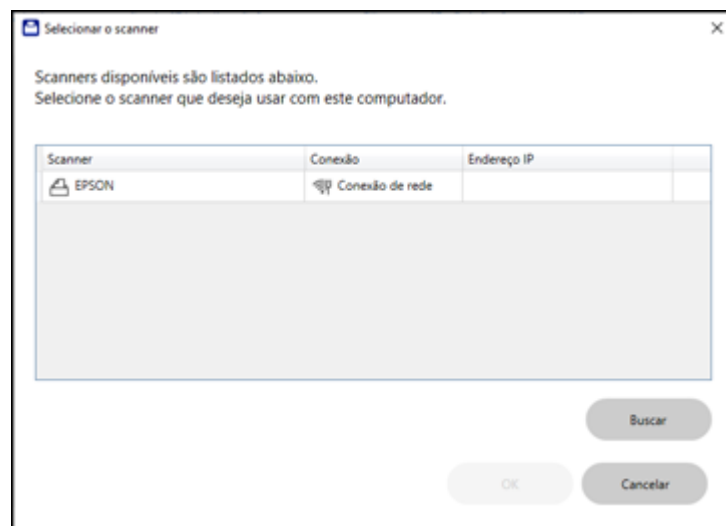 Selecionar o scanner
Scanners disponíveis são listados abaixo.
Selecione o scanner que deseja usar com este computador.
Scanner Conexão Endereço IP
EPSON Conexão de rede
Buscar
OK Cancelar